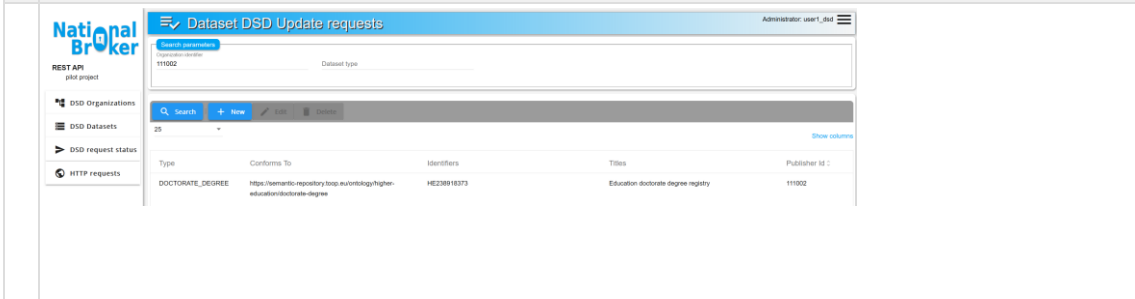 National
Broker
REST API
pilot project
DSD Organizations
DSD Datasets
DSD request status
HTTP requests
Dataset DSD Update requests
Administrator: user1_dsd
Search parameters
Organization identifier
111002
Dataset type
Search
New
Edit
Delete
25
Show columns
Type Conforms To Identifiers Titles Publisher Id
DOCTORATE_DEGREE https://semantic-repository.toop.eu/ontology/higher- HE238918373 Education doctorate degree registry 111002
education/doctorate-degree